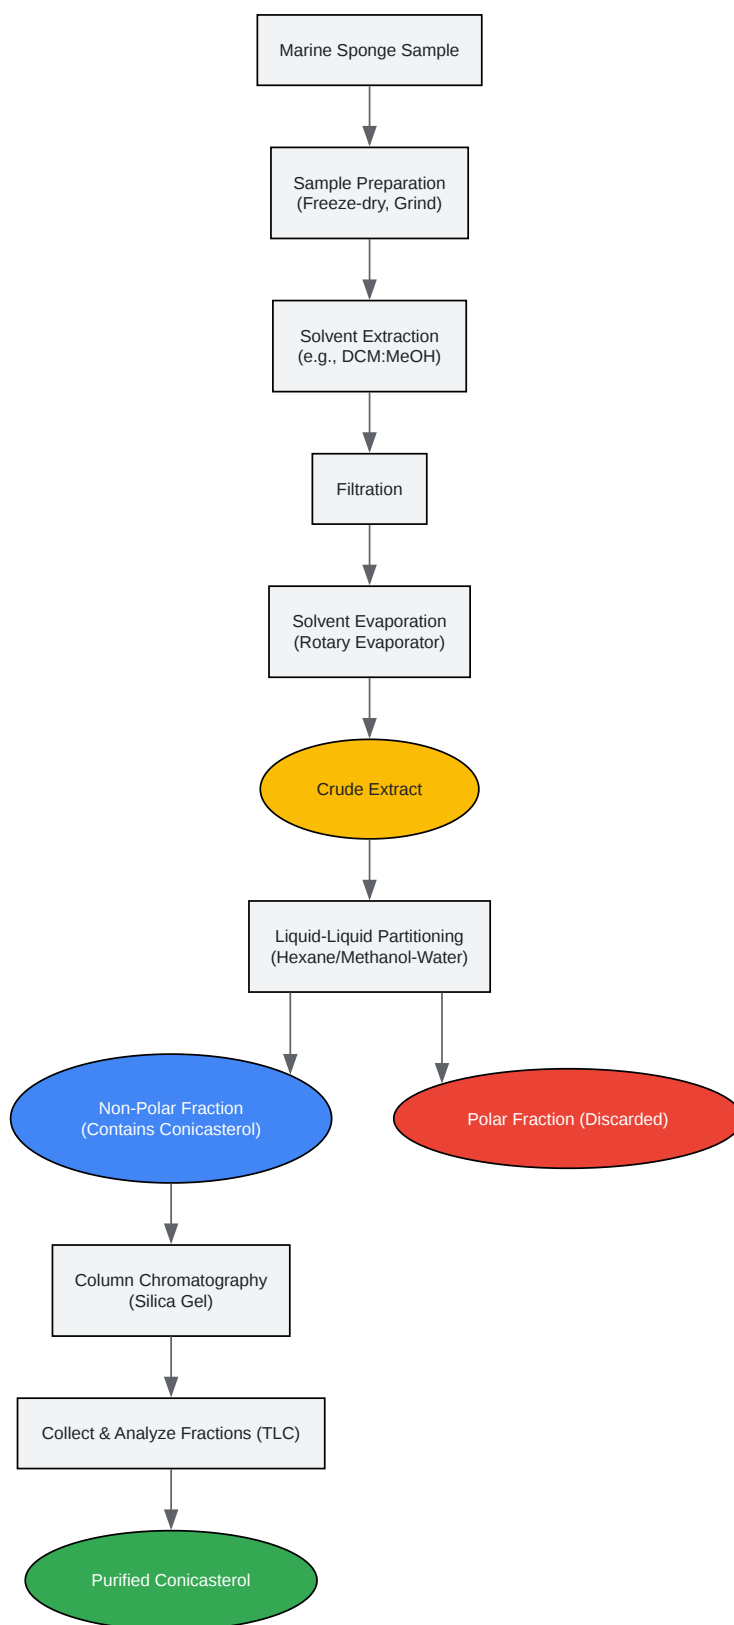 Marine Sponge Sample
Sample Preparation
(Freeze-dry, Grind)
Solvent Extraction
(e.g., DCM:MeOH)
Filtration
Solvent Evaporation
(Rotary Evaporator)
Crude Extract
Liquid-Liquid Partitioning
(Hexane/Methanol-Water)
Non-Polar Fraction
(Contains Conicasterol)
Polar Fraction (Discarded)
Column Chromatography
(Silica Gel)
Collect & Analyze Fractions (TLC)
Purified Conicasterol